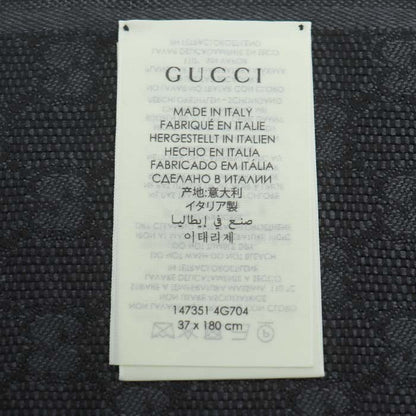 GUCCI
MADE IN ITALY
FABRIQUÉ EN ITALIE
HERGESTELLT IN ITALIEN
HECHO EN ITALIA
FABRICADO EM ITÁLIA
СДЕЛАНО В ИТАЛИИ
产地:意大利
イタリア製
صنع في إيطاليا
이태리제
147351 4G704
37 x 180 cm